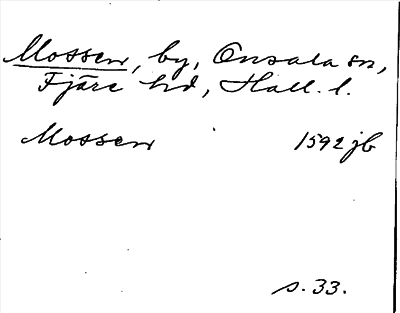 Mossen, by, Onsala sn,
Fjäre hd, Hall. l.
Mossen 1592 jb
s. 33.